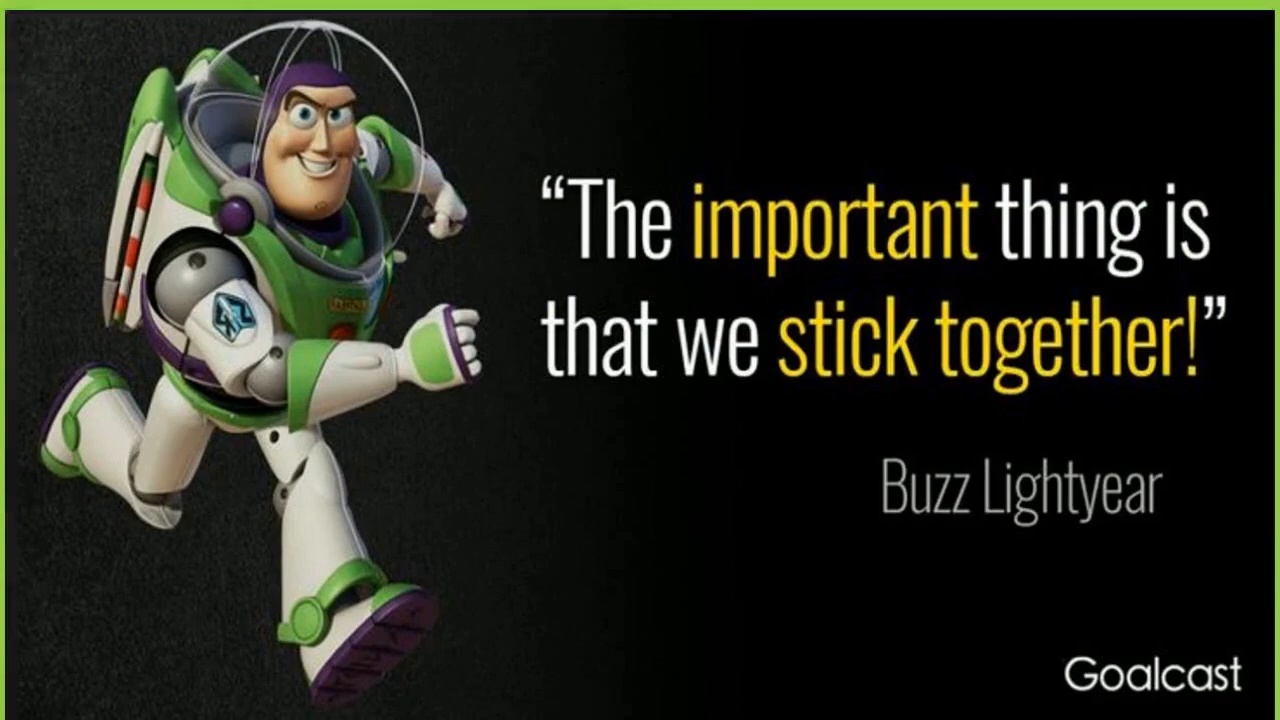 “The important thing is
that we stick together!”
Buzz Lightyear
Goalcast